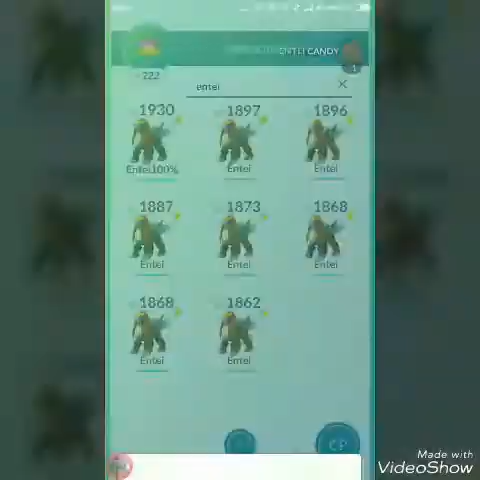 ENTEI CANDY
1
222
entei
1930 1897 1896
Entei100% Entei Entei
1887 1873 1868
Entei Entei Entei
1868 1862
Entei Entei
CP
Made with
VideoShow